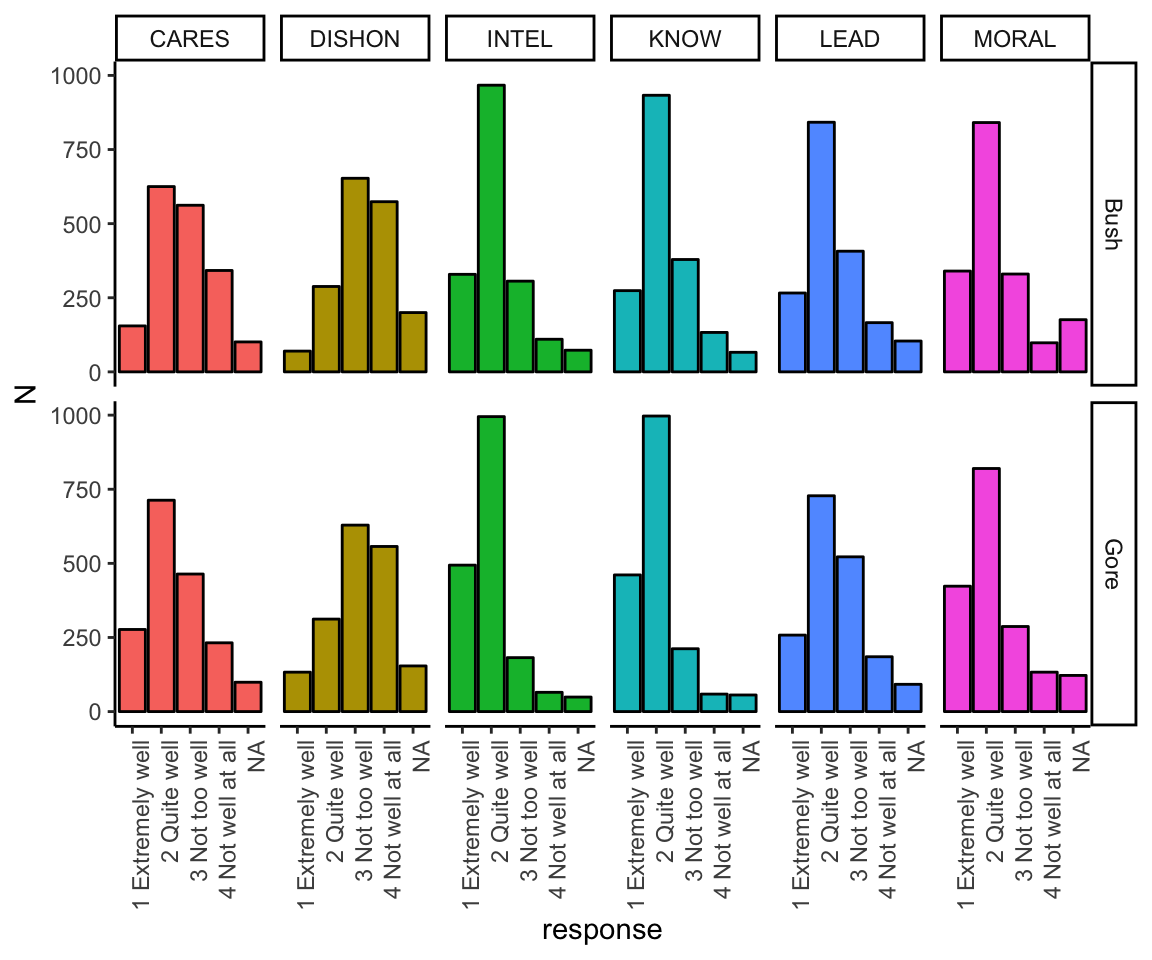 CARES
DISHON
INTEL
KNOW
LEAD
MORAL
1000
750
500
250
0
Bush
N
1000
750
500
250
0
Gore
1 Extremely well
2 Quite well
3 Not too well
4 Not well at all
NA
1 Extremely well
2 Quite well
3 Not too well
4 Not well at all
NA
1 Extremely well
2 Quite well
3 Not too well
4 Not well at all
NA
1 Extremely well
2 Quite well
3 Not too well
4 Not well at all
NA
1 Extremely well
2 Quite well
3 Not too well
4 Not well at all
NA
1 Extremely well
2 Quite well
3 Not too well
4 Not well at all
NA
response